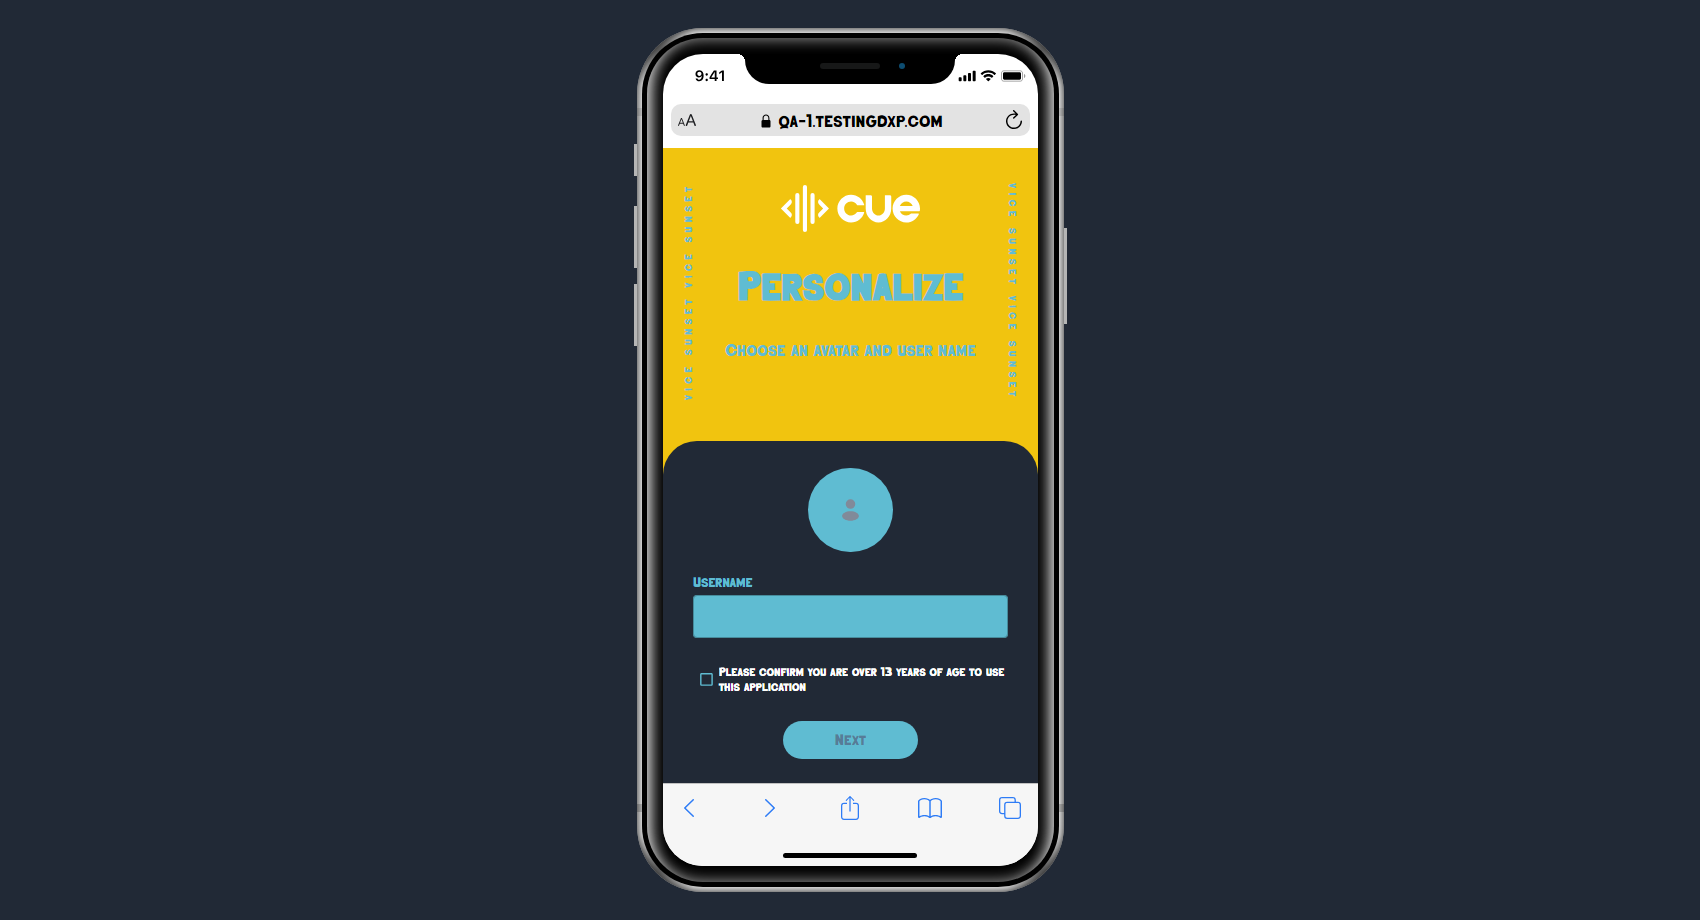 9:41
AA
QA-1.TESTINGDXP.COM
cue
VICE SUNSET VICE SUNSET
VICE SUNSET VICE SUNSET
Personalize
Choose an avatar and user name
Username
Please confirm you are over 13 years of age to use
this application
Next